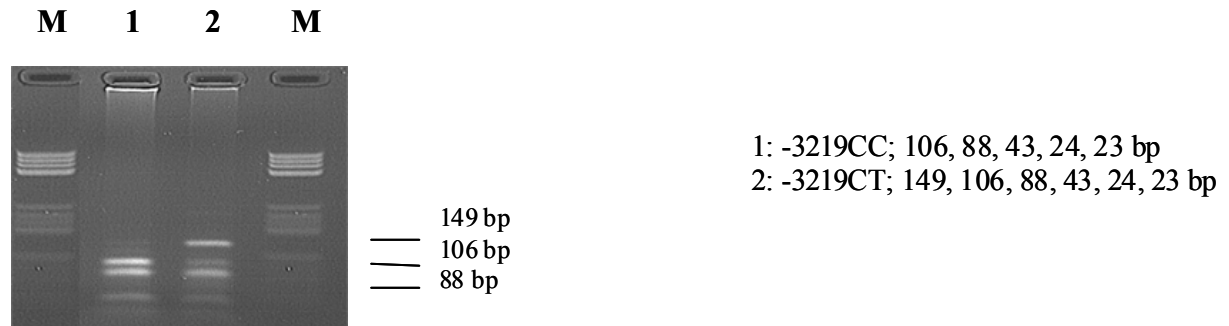 M 1 2 M
1: -3219CC; 106, 88, 43, 24, 23 bp
2: -3219CT; 149, 106, 88, 43, 24, 23 bp
149 bp
106 bp
88 bp